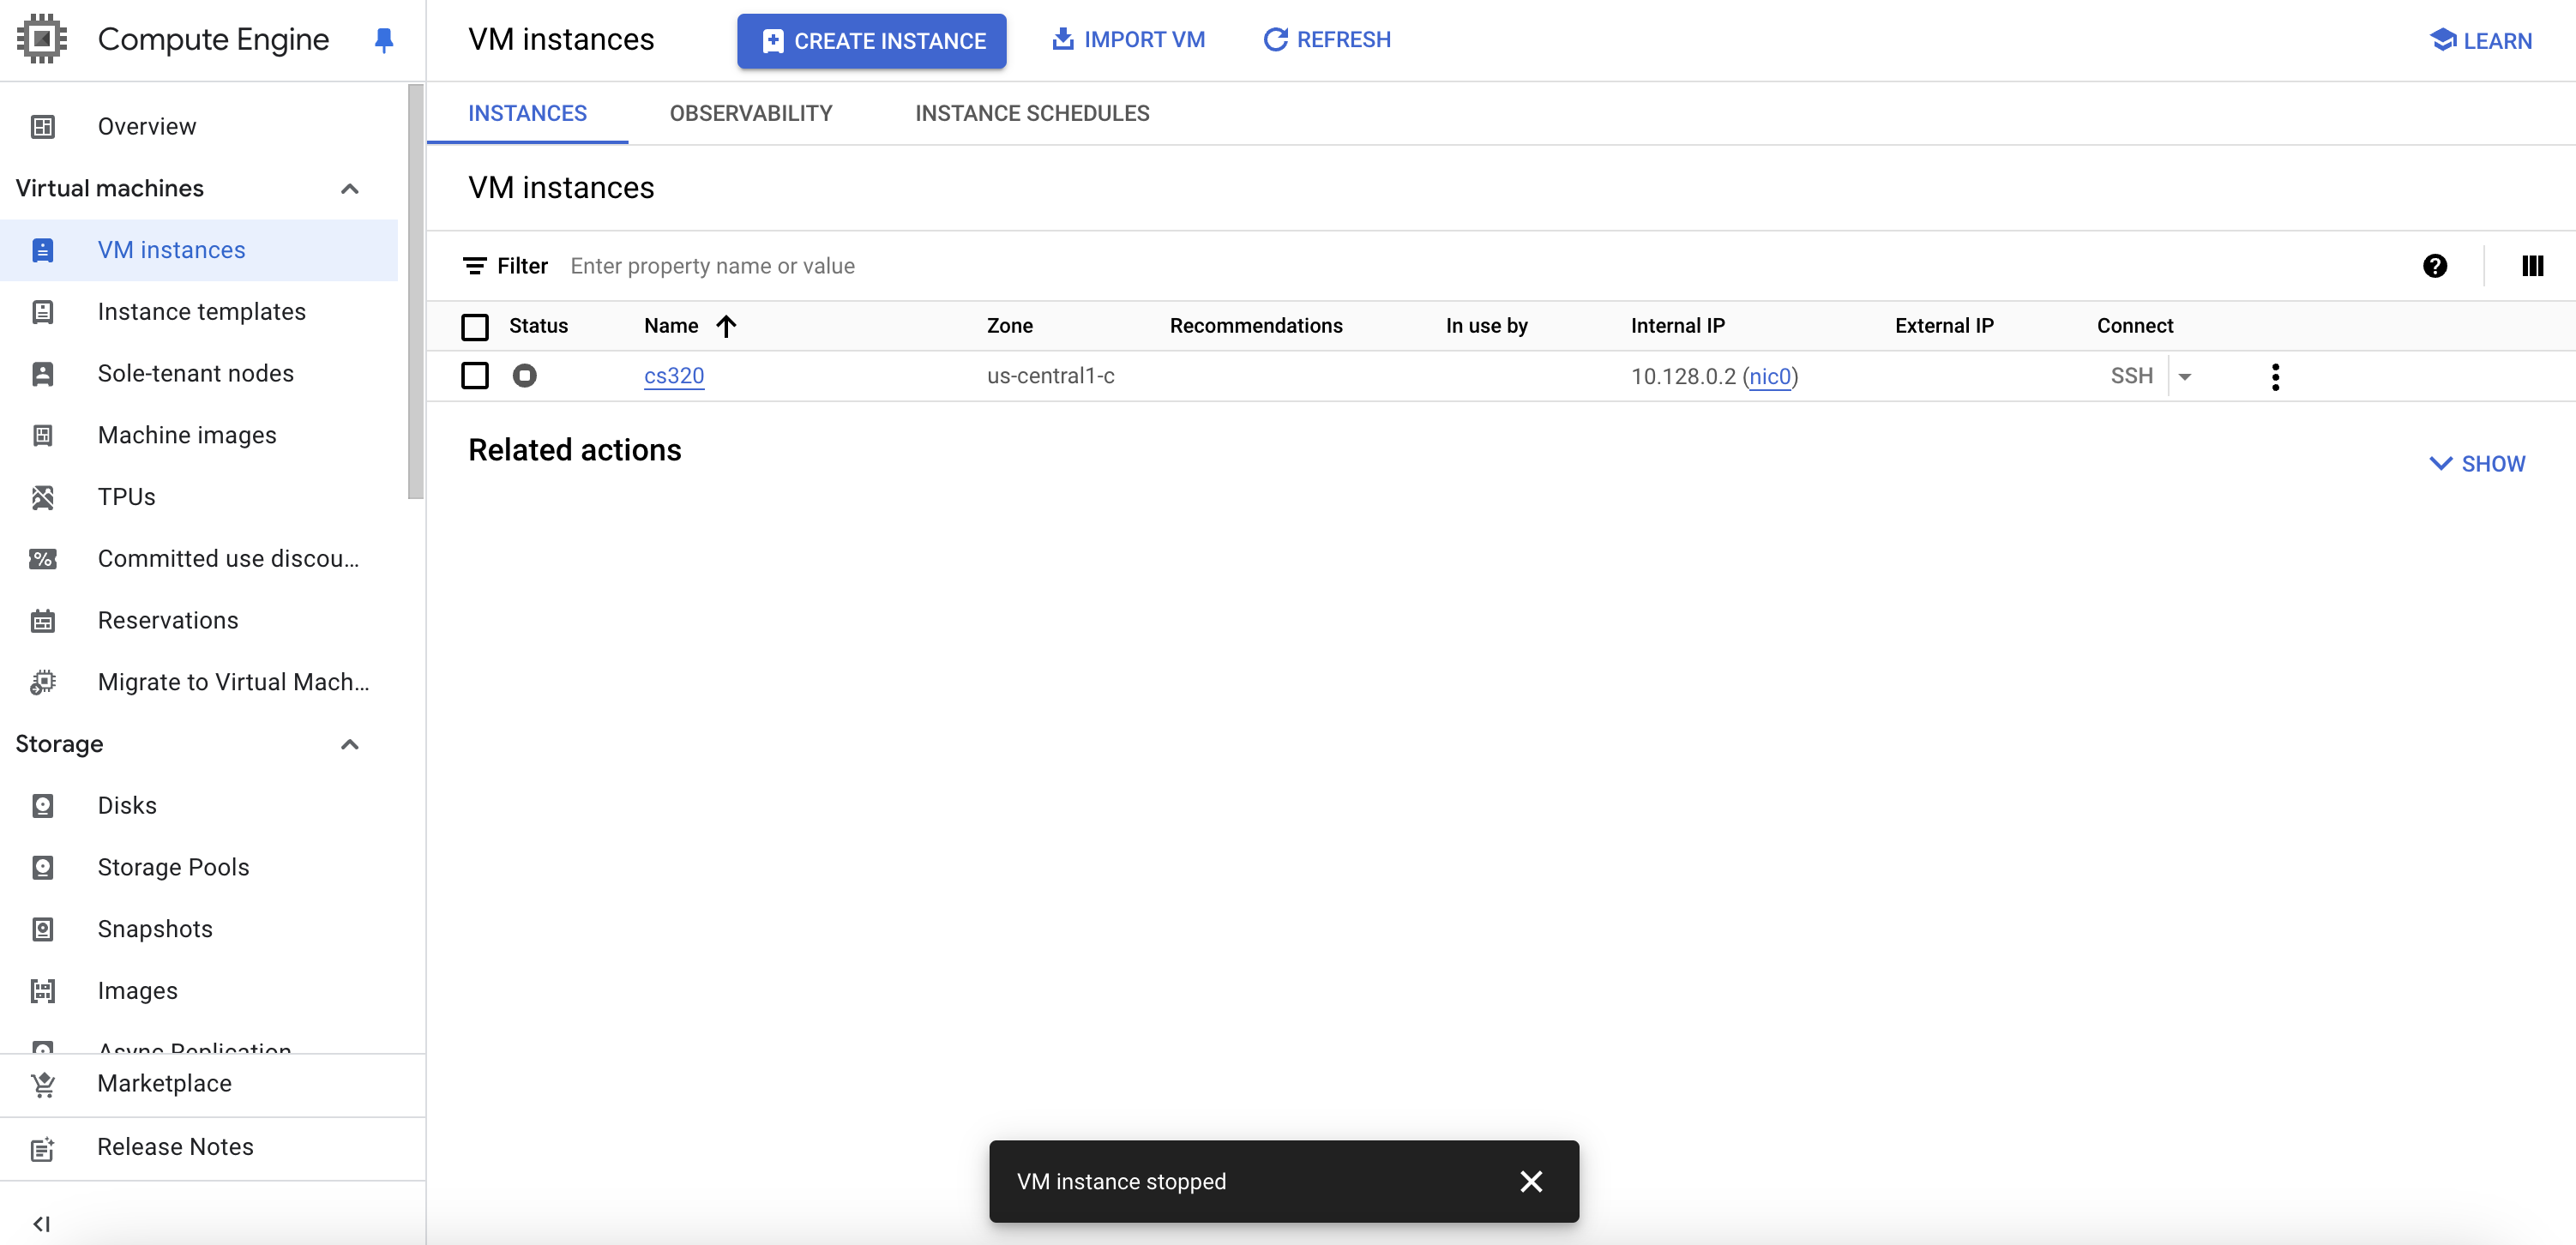 Compute Engine
VM instances
CREATE INSTANCE
IMPORT VM
REFRESH
LEARN
Overview
Virtual machines
VM instances
Instance templates
Sole-tenant nodes
Machine images
TPUs
Committed use discou...
Reservations
Migrate to Virtual Mach...
Storage
Disks
Storage Pools
Snapshots
Images
Async Replication
Marketplace
Release Notes
INSTANCES OBSERVABILITY INSTANCE SCHEDULES
VM instances
Filter Enter property name or value
Status Name Zone Recommendations In use by Internal IP External IP Connect
cs320 us-central1-c 10.128.0.2 (nic0) SSH
Related actions
SHOW
VM instance stopped